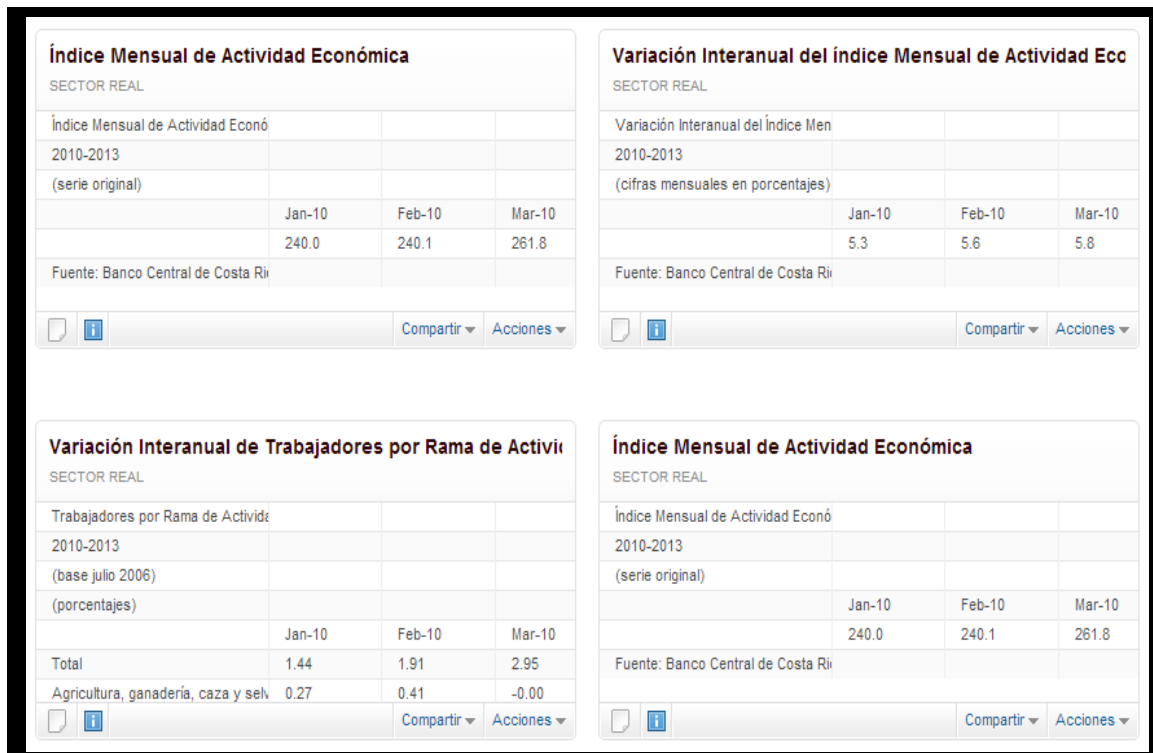 Índice Mensual de Actividad Económica
SECTOR REAL
Índice Mensual de Actividad Econó
2010-2013
(serie original)
Jan-10 Feb-10 Mar-10
240.0 240.1 261.8
Fuente: Banco Central de Costa Ri
Compartir Acciones
Variación Interanual del índice Mensual de Actividad Eco
SECTOR REAL
Variación Interanual del Índice Men
2010-2013
(cifras mensuales en porcentajes)
Jan-10 Feb-10 Mar-10
5.3 5.6 5.8
Fuente: Banco Central de Costa Ri
Compartir Acciones
Variación Interanual de Trabajadores por Rama de Activi
SECTOR REAL
Trabajadores por Rama de Activida
2010-2013
(base julio 2006)
(porcentajes)
Jan-10 Feb-10 Mar-10
Total 1.44 1.91 2.95
Agricultura, ganadería, caza y selv 0.27 0.41 -0.00
Compartir Acciones
Índice Mensual de Actividad Económica
SECTOR REAL
Índice Mensual de Actividad Econó
2010-2013
(serie original)
Jan-10 Feb-10 Mar-10
240.0 240.1 261.8
Fuente: Banco Central de Costa Ri
Compartir Acciones